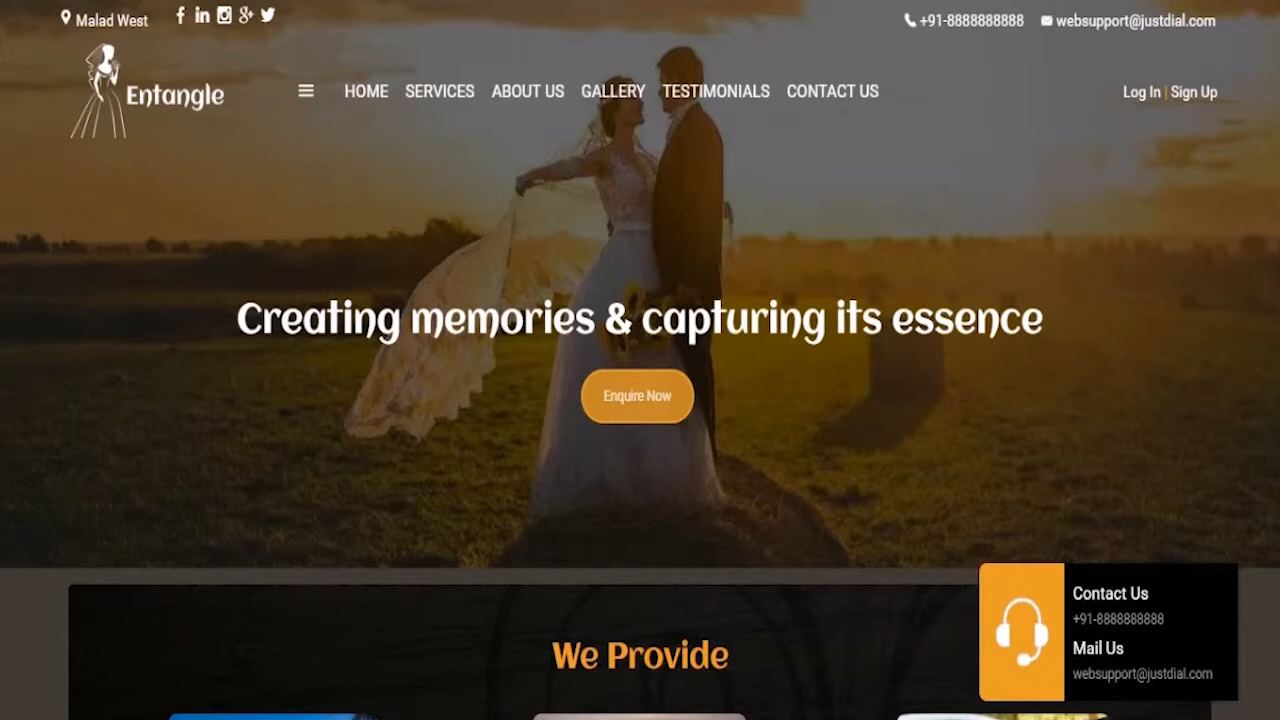 Malad West
+91-8888888888 websupport@justdial.com
Entangle
HOME SERVICES ABOUT US GALLERY TESTIMONIALS CONTACT US
Log In | Sign Up
Creating memories & capturing its essence
Enquire Now
We Provide
Contact Us
+91-8888888888
Mail Us
websupport@justdial.com